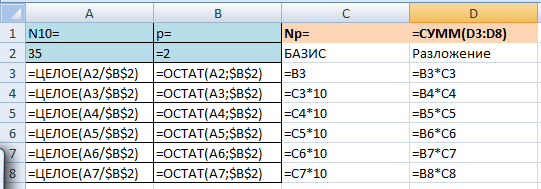 A B C D
1 N10= p= Np= =СУММ(D3:D8)
2 35 =2 БАЗИС Разложение
3 =ЦЕЛОЕ(A2/$B$2) =ОСТАТ(A2;$B$2) =B3 =B3*C3
4 =ЦЕЛОЕ(A3/$B$2) =ОСТАТ(A3;$B$2) =C3*10 =B4*C4
5 =ЦЕЛОЕ(A4/$B$2) =ОСТАТ(A4;$B$2) =C4*10 =B5*C5
6 =ЦЕЛОЕ(A5/$B$2) =ОСТАТ(A5;$B$2) =C5*10 =B6*C6
7 =ЦЕЛОЕ(A6/$B$2) =ОСТАТ(A6;$B$2) =C6*10 =B7*C7
8 =ЦЕЛОЕ(A7/$B$2) =ОСТАТ(A7;$B$2) =C7*10 =B8*C8